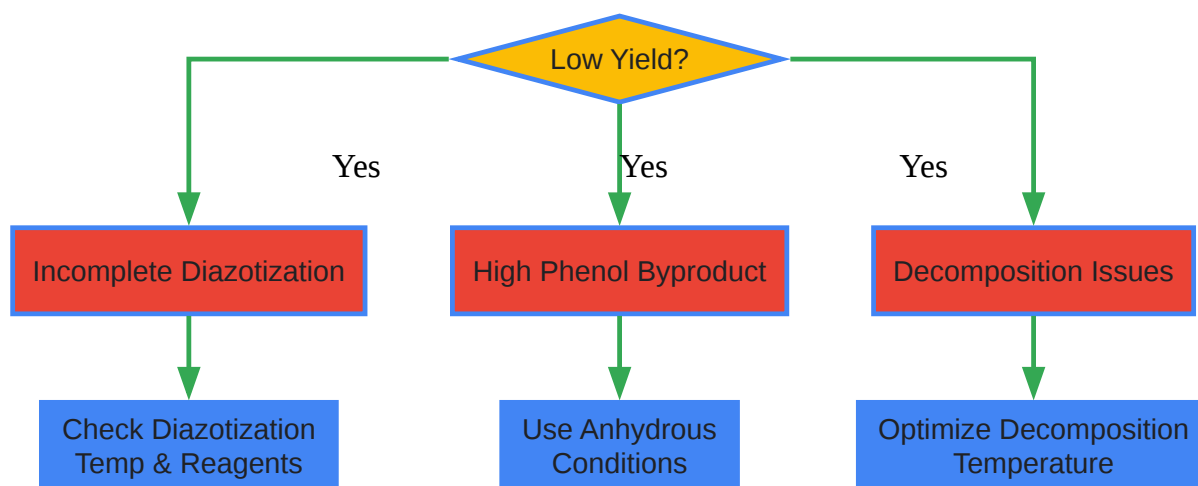 Low Yield?
Yes
Yes
Yes
Incomplete Diazotization
High Phenol Byproduct
Decomposition Issues
Check Diazotization
Temp & Reagents
Use Anhydrous
Conditions
Optimize Decomposition
Temperature